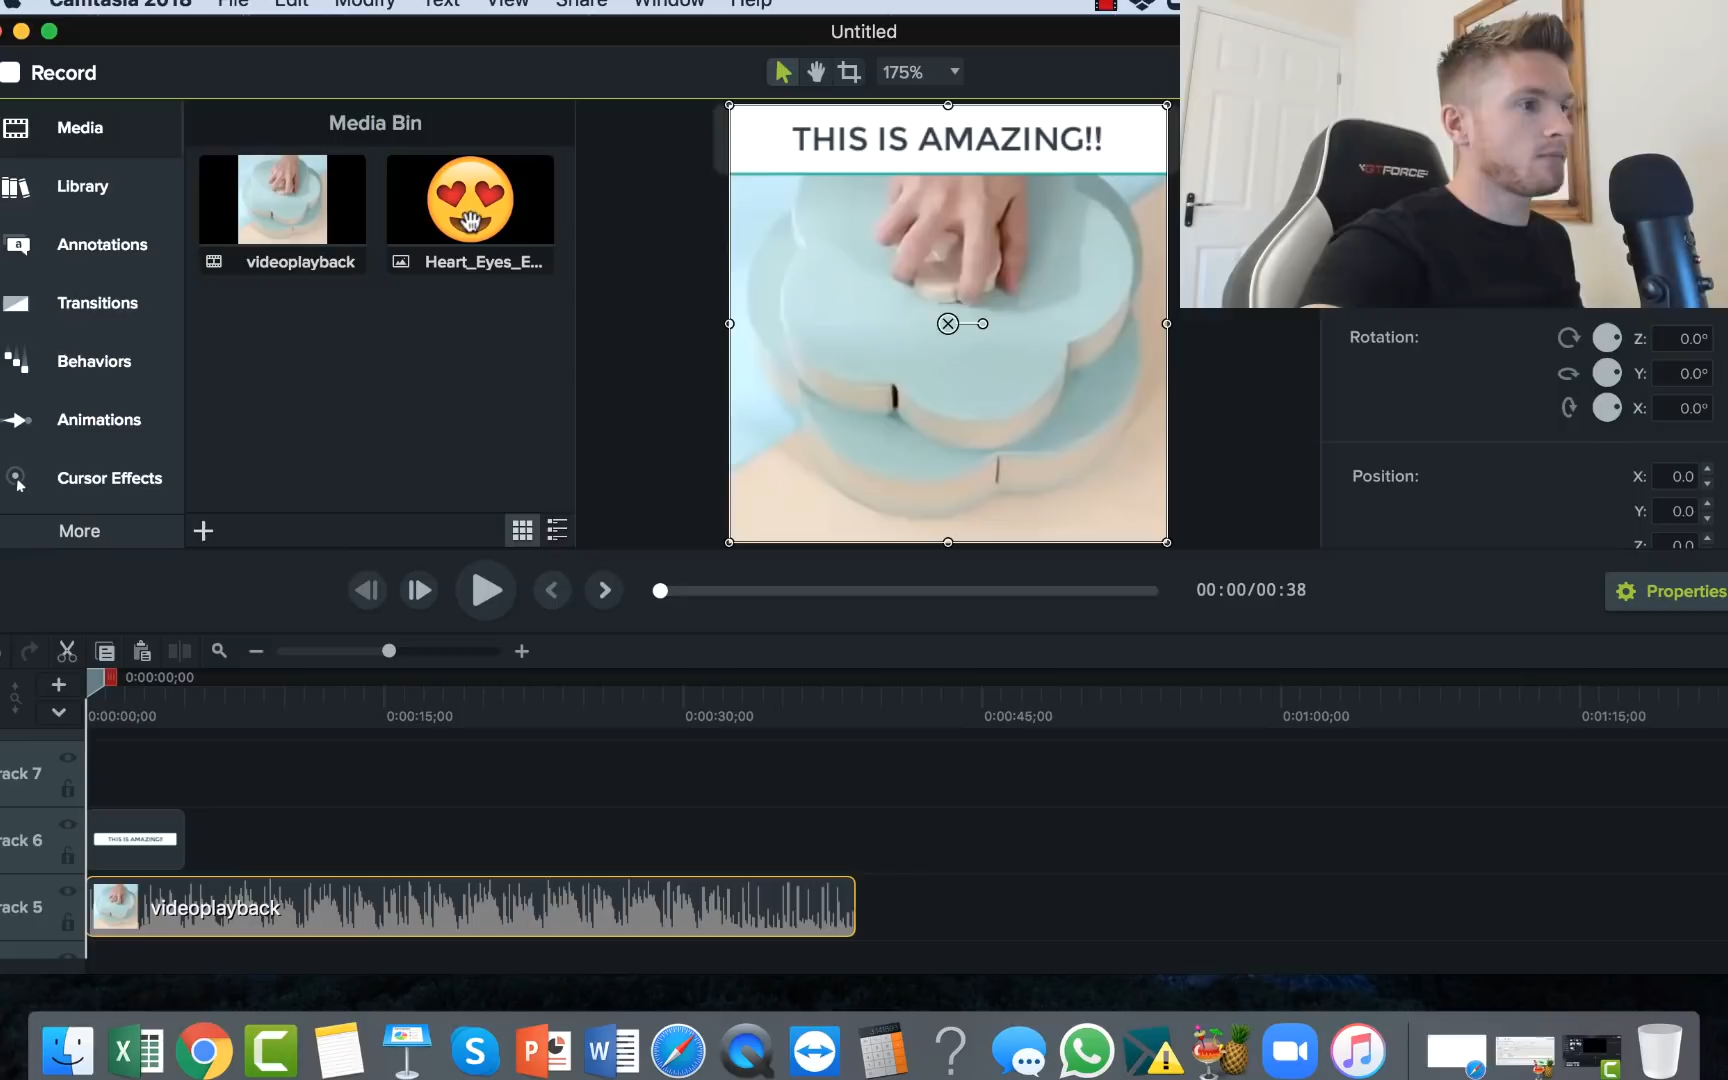 Camtasia 2018 File Edit Modify Text View Share Window Help
Untitled
Record
175%
Media
Library
Annotations
Transitions
Behaviors
Animations
Cursor Effects
More
Media Bin
videoplayback
Heart_Eyes_E...
THIS IS AMAZING!!
GTFORCE
Rotation:
Z: 0.0°
Y: 0.0°
X: 0.0°
Position:
X: 0.0
Y: 0.0
Z: 0.0
00:00/00:38
Properties
0:00:00;00
0:00:00;00 0:00:15;00 0:00:30;00 0:00:45;00 0:01:00;00 0:01:15;00
rack 7
rack 6
THIS IS AMAZING!!
rack 5
videoplayback